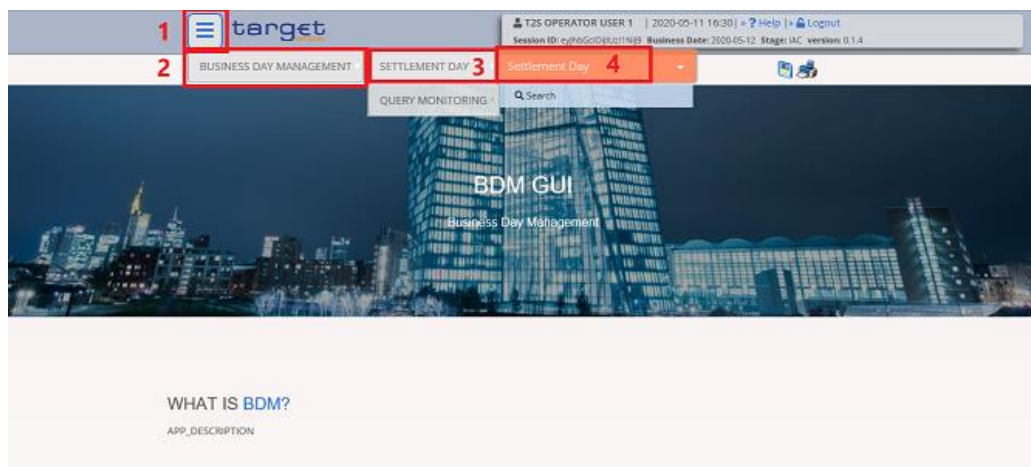 1
target
T2S OPERATOR USER 1 | 2020-05-11 16:30 | » ? Help | » Logout
Business Date: 2020-05-12 Stage: IAC version: 0.1.4
Session ID:
2
BUSINESS DAY MANAGEMENT
SETTLEMENT DAY
3
Settlement Day
4
QUERY MONITORING
Search
BDM GUI
Business Day Management
WHAT IS BDM?
APP_DESCRIPTION